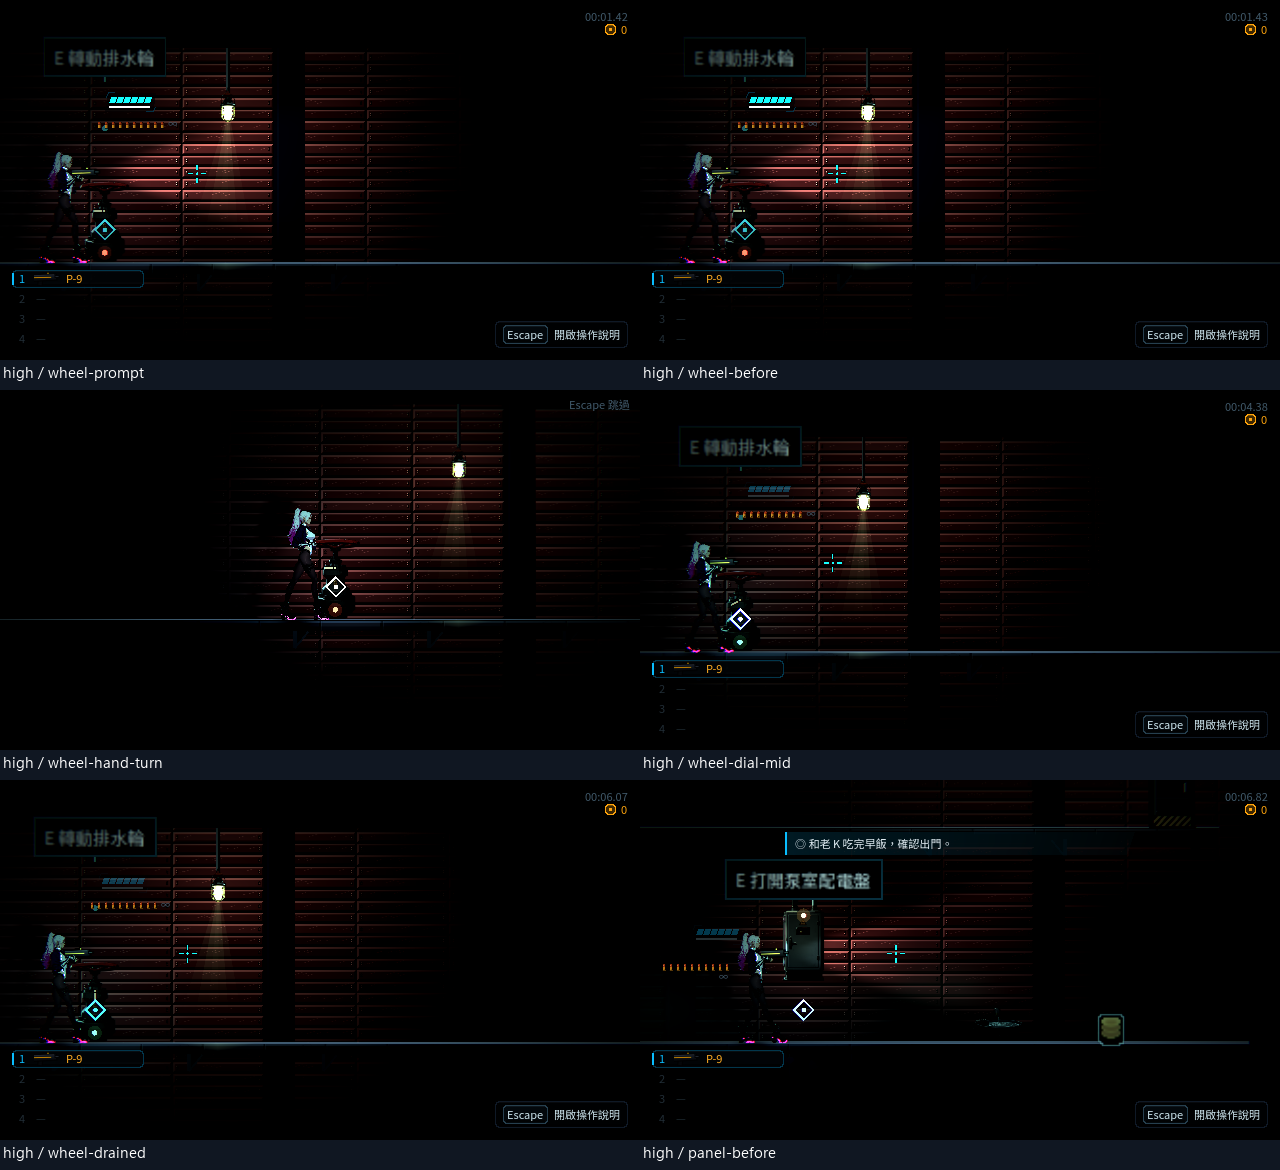 00:01.42
0
E 轉動排水輪
1 P-9
2 —
3 —
4 —
Escape 開啟操作說明
high / wheel-prompt
00:01.43
0
E 轉動排水輪
1 P-9
2 —
3 —
4 —
Escape 開啟操作說明
high / wheel-before
Escape 跳過
high / wheel-hand-turn
00:04.38
0
E 轉動排水輪
∞
1 P-9
2 —
3 —
4 —
Escape 開啟操作說明
high / wheel-dial-mid
00:06.07
0
E 轉動排水輪
∞
1 P-9
2 —
3 —
4 —
Escape 開啟操作說明
high / wheel-drained
00:06.82
0
◎ 和老 K 吃完早飯，確認出門。
E 打開泵室配電盤
∞
1 P-9
2 —
3 —
4 —
Escape 開啟操作說明
high / panel-before